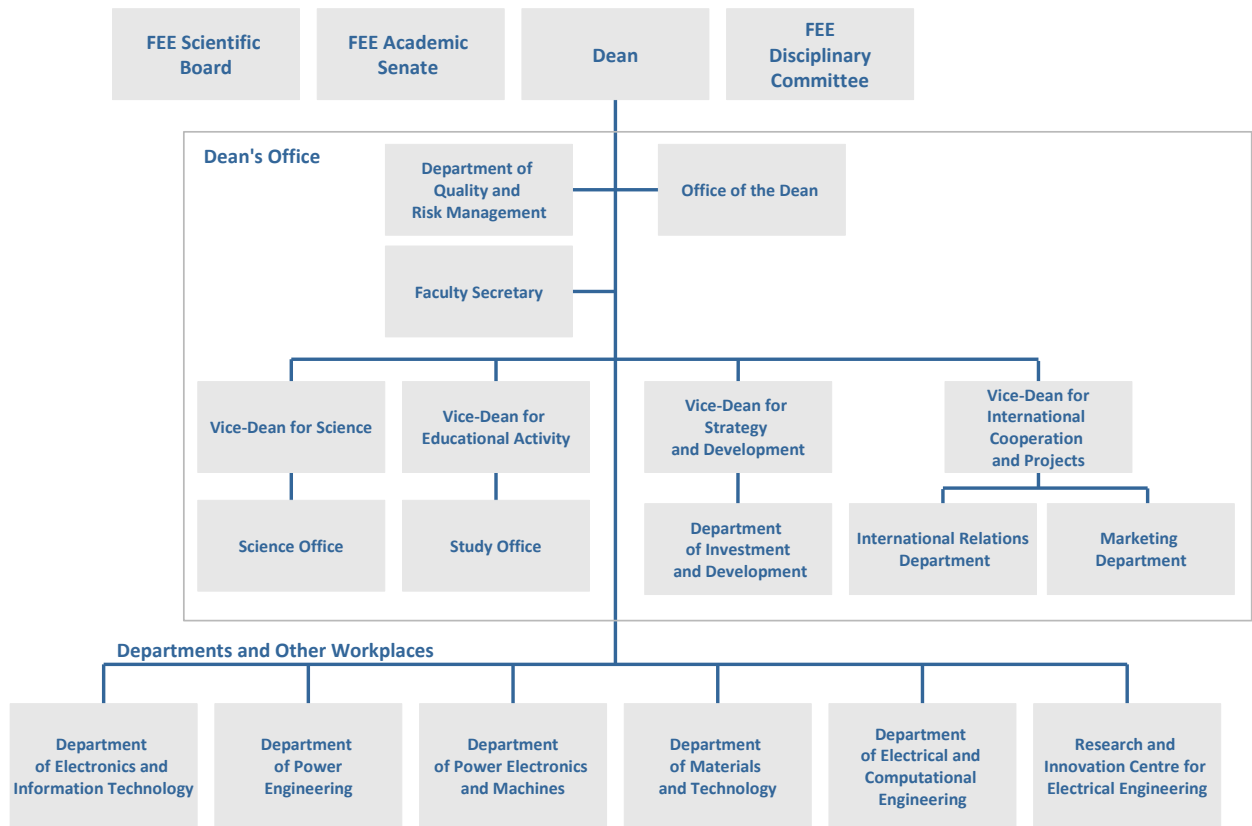 FEE Scientific
Board
FEE Academic
Senate
Dean
FEE
Disciplinary
Committee
Dean's Office
Department of
Quality and
Risk Management
Office of the Dean
Faculty Secretary
Vice-Dean for Science
Vice-Dean for
Educational Activity
Vice-Dean for
Strategy
and Development
Vice-Dean for
International
Cooperation
and Projects
Science Office
Study Office
Department
of Investment
and Development
International Relations
Department
Marketing
Department
Departments and Other Workplaces
Department
of Electronics and
Information Technology
Department
of Power
Engineering
Department
of Power Electronics
and Machines
Department
of Materials
and Technology
Department
of Electrical and
Computational
Engineering
Research and
Innovation Centre for
Electrical Engineering